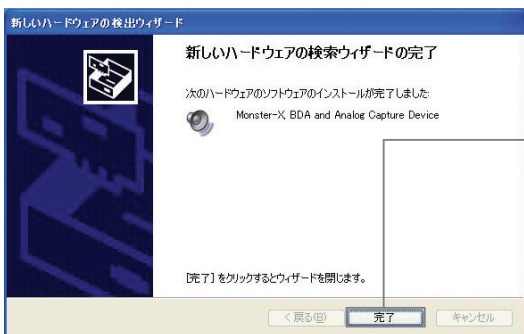 新しいハードウェアの検出ウィザード
新しいハードウェアの検索ウィザードの完了
次のハードウェアのソフトウェアのインストールが完了しました:
Monster-X BDA and Analog Capture Device
[完了] をクリックするとウィザードを閉じます。
< 戻る(B) 完了 キャンセル